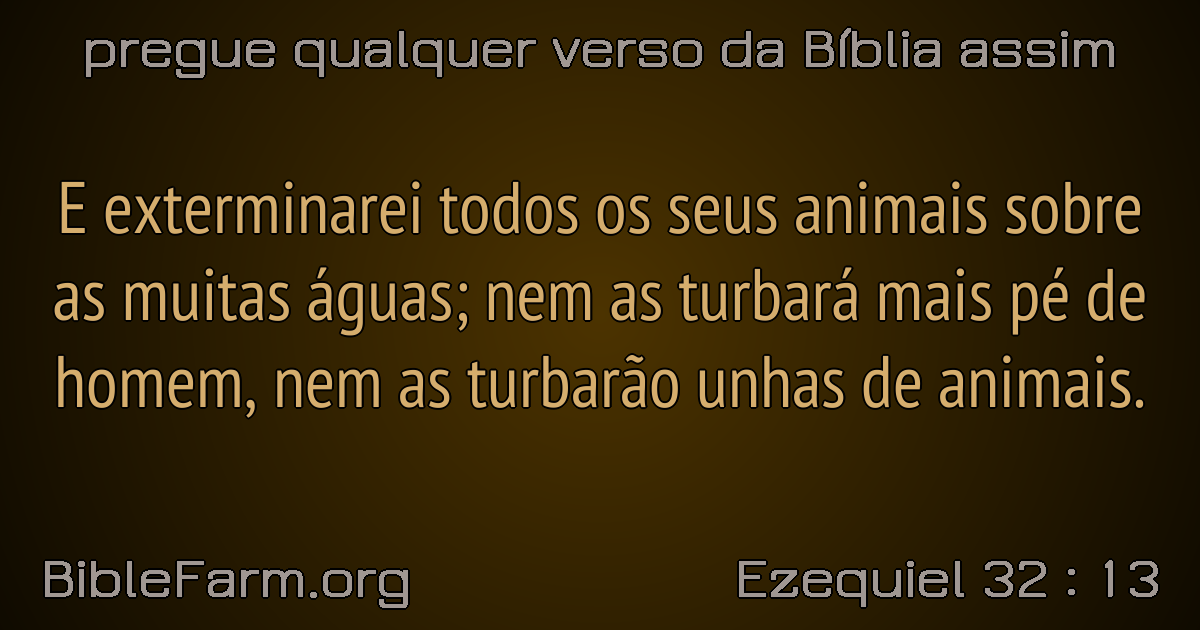 pregue qualquer verso da Bíblia assim
E exterminarei todos os seus animais sobre
as muitas águas; nem as turbará mais pé de
homem, nem as turbarão unhas de animais.
BibleFarm.org
Ezequiel 32 : 13